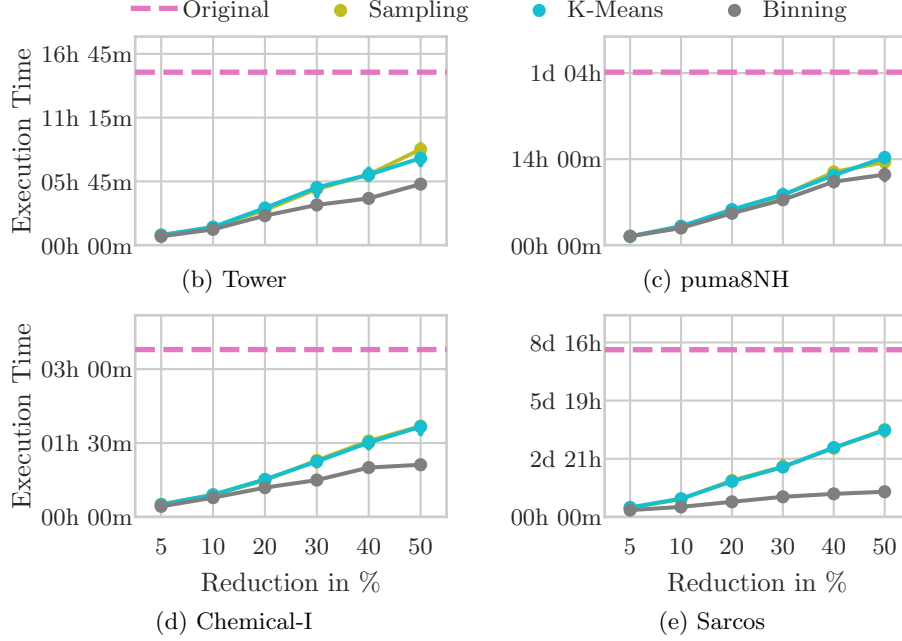 Original Sampling K-Means Binning
Execution Time
16h 45m
11h 15m
05h 45m
00h 00m
(b) Tower
1d 04h
14h 00m
00h 00m
(c) puma8NH
Execution Time
03h 00m
01h 30m
00h 00m
5 10 20 30 40 50
Reduction in %
(d) Chemical-I
8d 16h
5d 19h
2d 21h
00h 00m
5 10 20 30 40 50
Reduction in %
(e) Sarcos